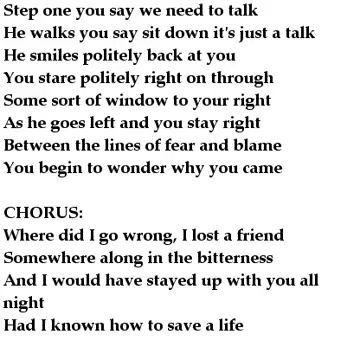 Step one you say we need to talk
He walks you say sit down it's just a talk
He smiles politely back at you
You stare politely right on through
Some sort of window to your right
As he goes left and you stay right
Between the lines of fear and blame
You begin to wonder why you came
CHORUS:
Where did I go wrong, I lost a friend
Somewhere along in the bitterness
And I would have stayed up with you all
night
Had I known how to save a life